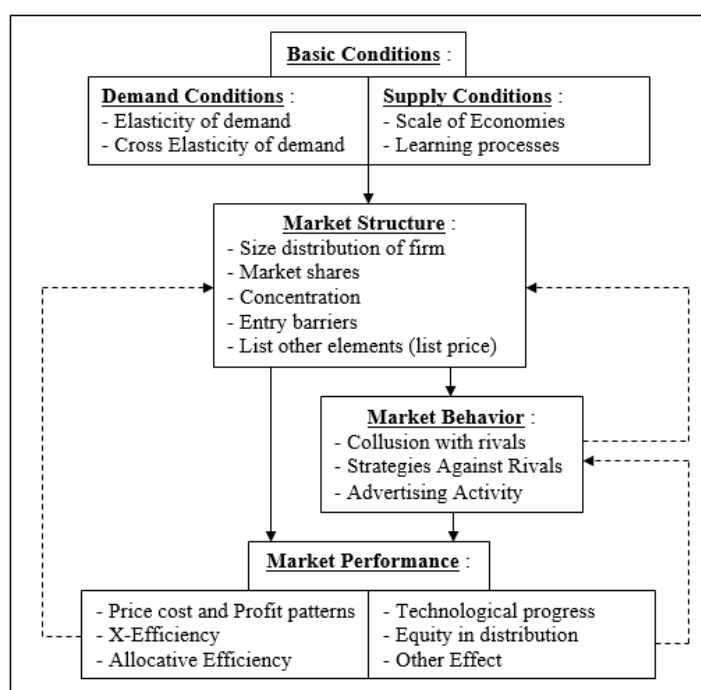 Basic Conditions :
Demand Conditions :
- Elasticity of demand
- Cross Elasticity of demand
Supply Conditions :
- Scale of Economies
- Learning processes
Market Structure :
- Size distribution of firm
- Market shares
- Concentration
- Entry barriers
- List other elements (list price)
Market Behavior :
- Collusion with rivals
- Strategies Against Rivals
- Advertising Activity
Market Performance :
- Price cost and Profit patterns
- X-Efficiency
- Allocative Efficiency
- Technological progress
- Equity in distribution
- Other Effect